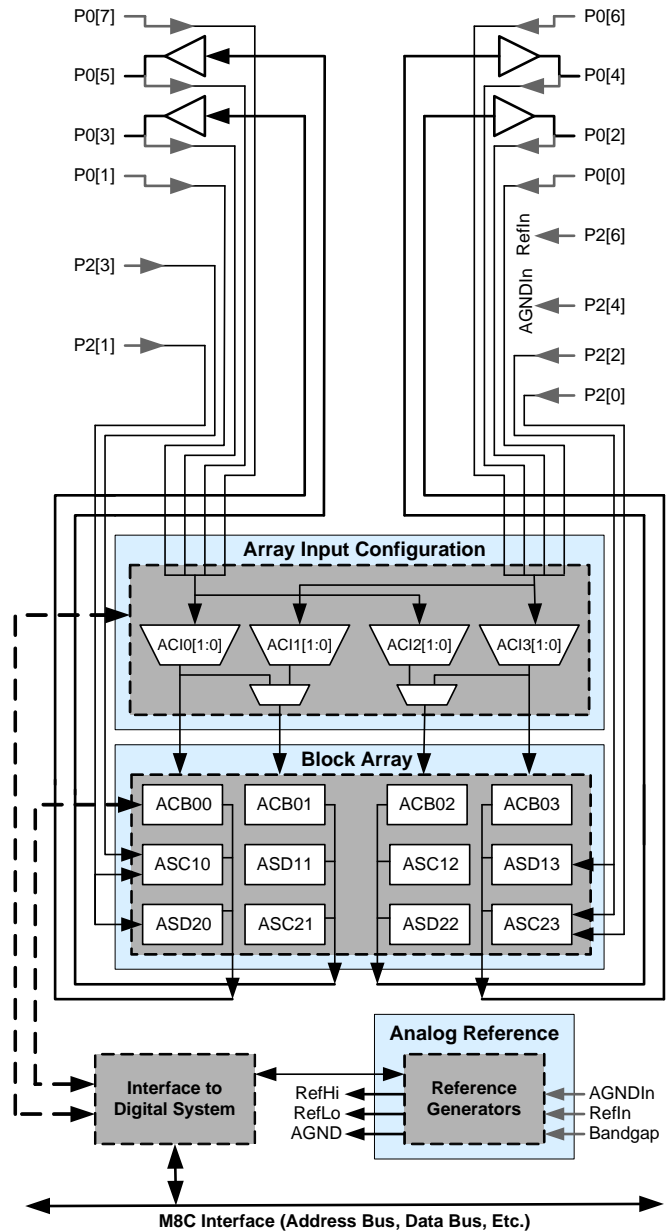 P0[7]
P0[6]
P0[5]
P0[4]
P0[3]
P0[2]
P0[1]
P0[0]
RefIn
P2[6]
P2[3]
AGNDIn
P2[4]
P2[1]
P2[2]
P2[0]
Array Input Configuration
ACI0[1:0]
ACI1[1:0]
ACI2[1:0]
ACI3[1:0]
Block Array
ACB00
ACB01
ACB02
ACB03
ASC10
ASD11
ASC12
ASD13
ASD20
ASC21
ASD22
ASC23
Analog Reference
Interface to
Digital System
Reference
Generators
RefHi
RefLo
AGND
AGNDIn
RefIn
Bandgap
M8C Interface (Address Bus, Data Bus, Etc.)